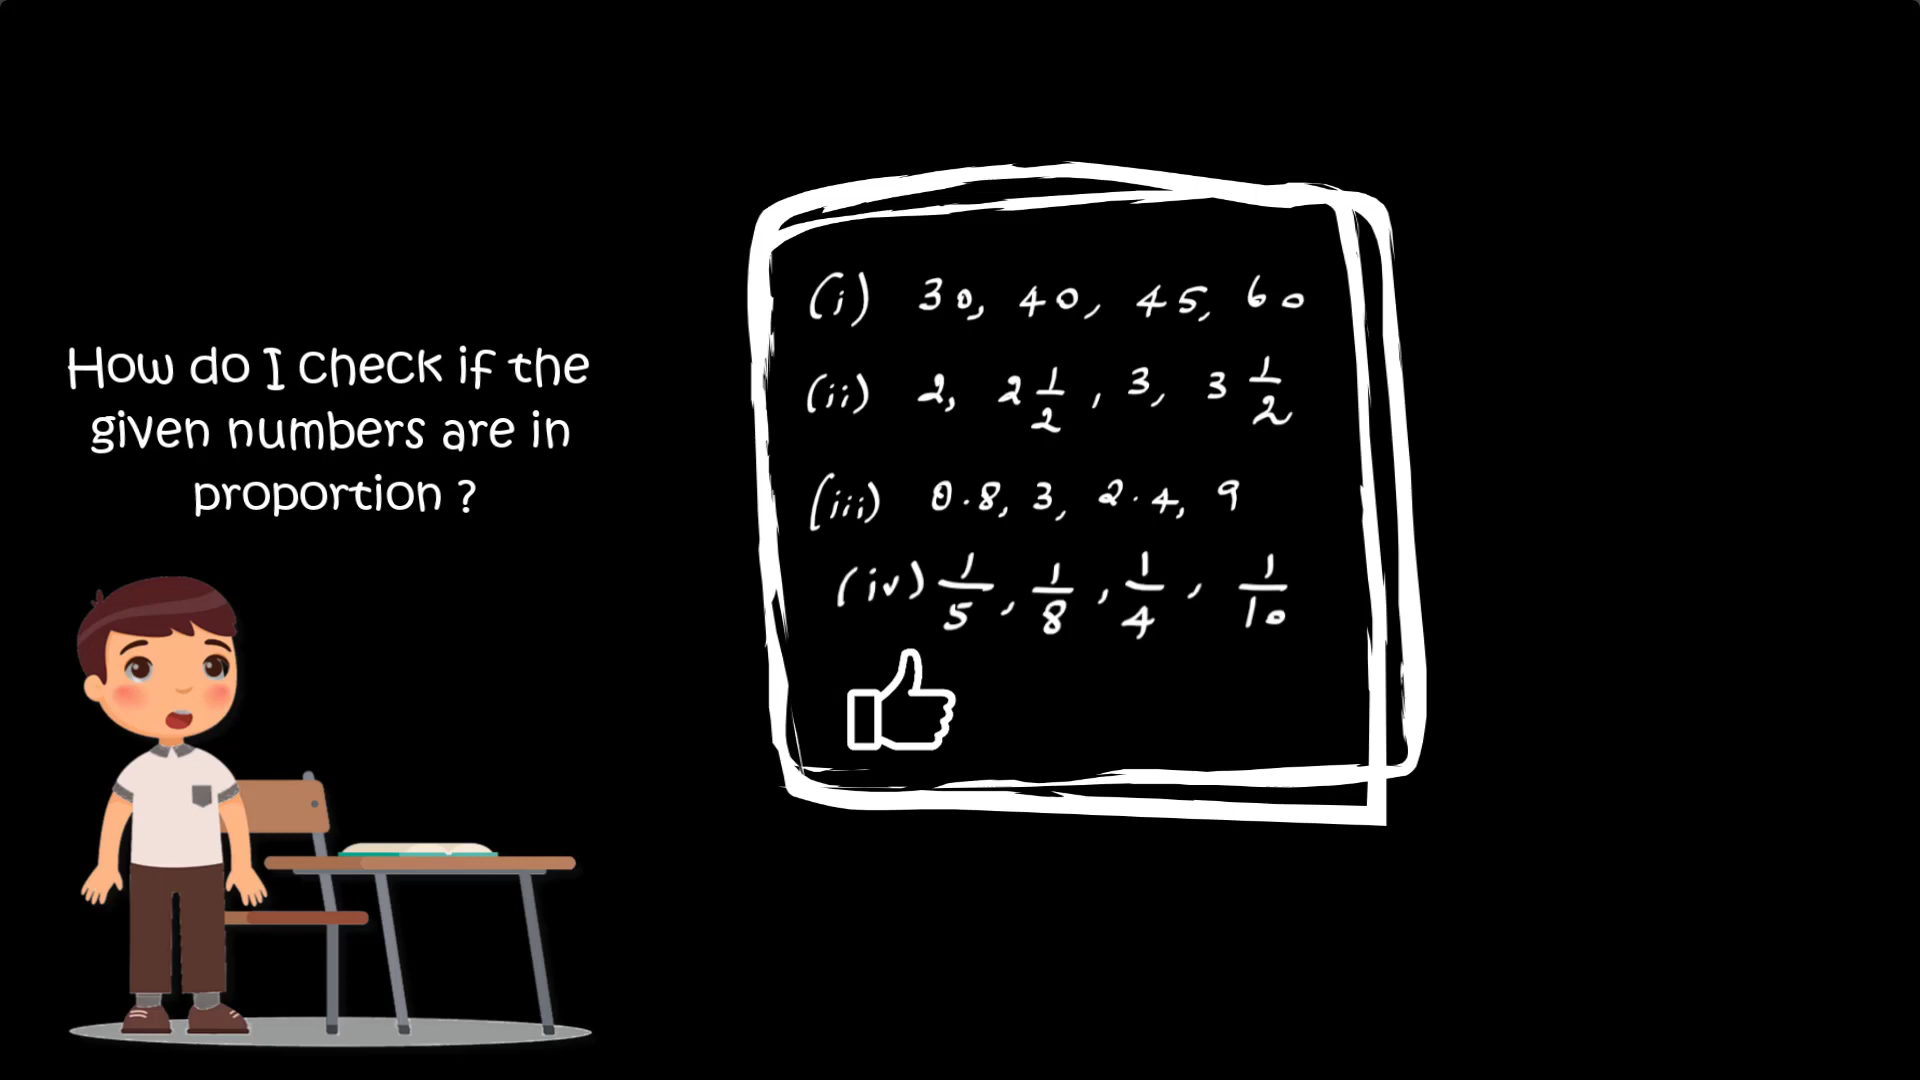 How do I check if the
given numbers are in
proportion ?
(i) 30, 40, 45, 60
(ii) 2, 2 1/2, 3, 3 1/2
(iii) 0.8, 3, 2.4, 9
(iv) 1/5, 1/8, 1/4, 1/10